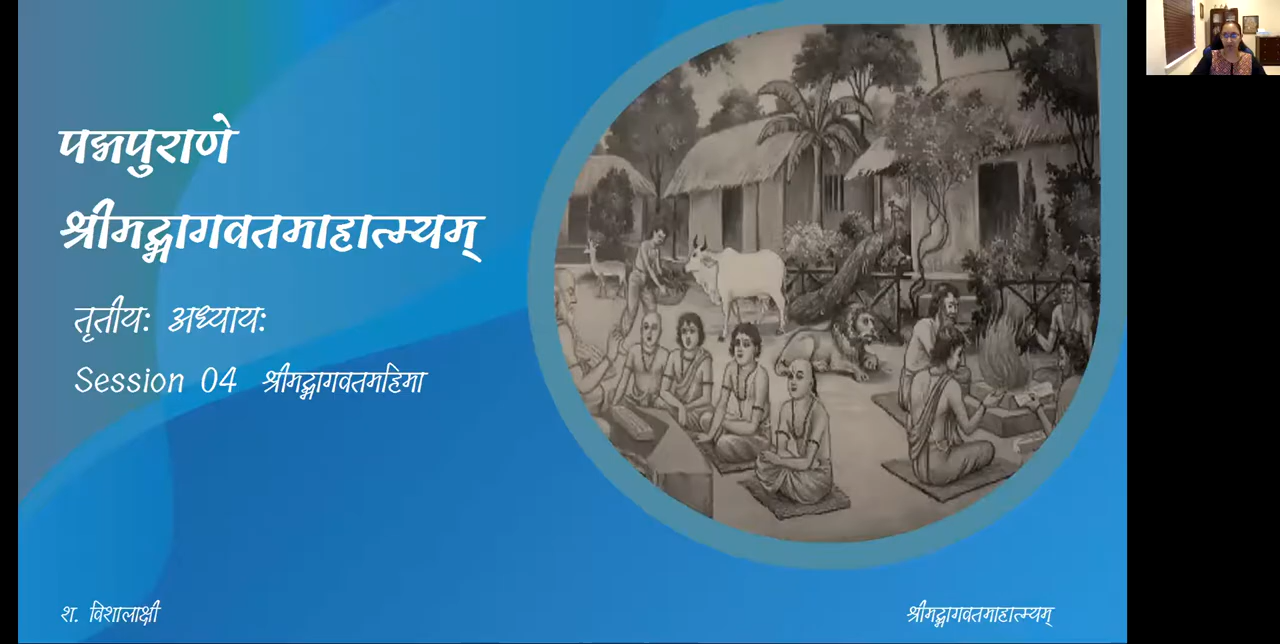 पद्मपुराणे
श्रीमद्भागवतमाहात्म्यम्
तृतीयः अध्यायः
Session 04 श्रीमद्भागवतमहिमा
श. विशालाक्षी
श्रीमद्भागवतमाहात्म्यम्